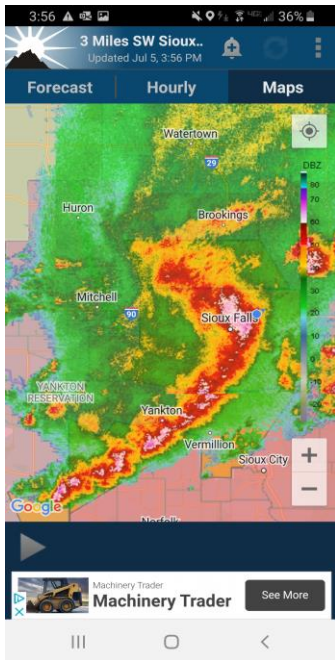 3:56
36%
3 Miles SW Sioux..
Updated Jul 5, 3:56 PM
Forecast
Hourly
Maps
Watertown
29
DBZ
80
70
60
50
40
30
20
10
0
-10
Huron
Brookings
Mitchell
90
Sioux Falls
YANKTON
RESERVATION
Yankton
Vermillion
Sioux City
+
−
Google
Norfolk
Machinery Trader
Machinery Trader
See More